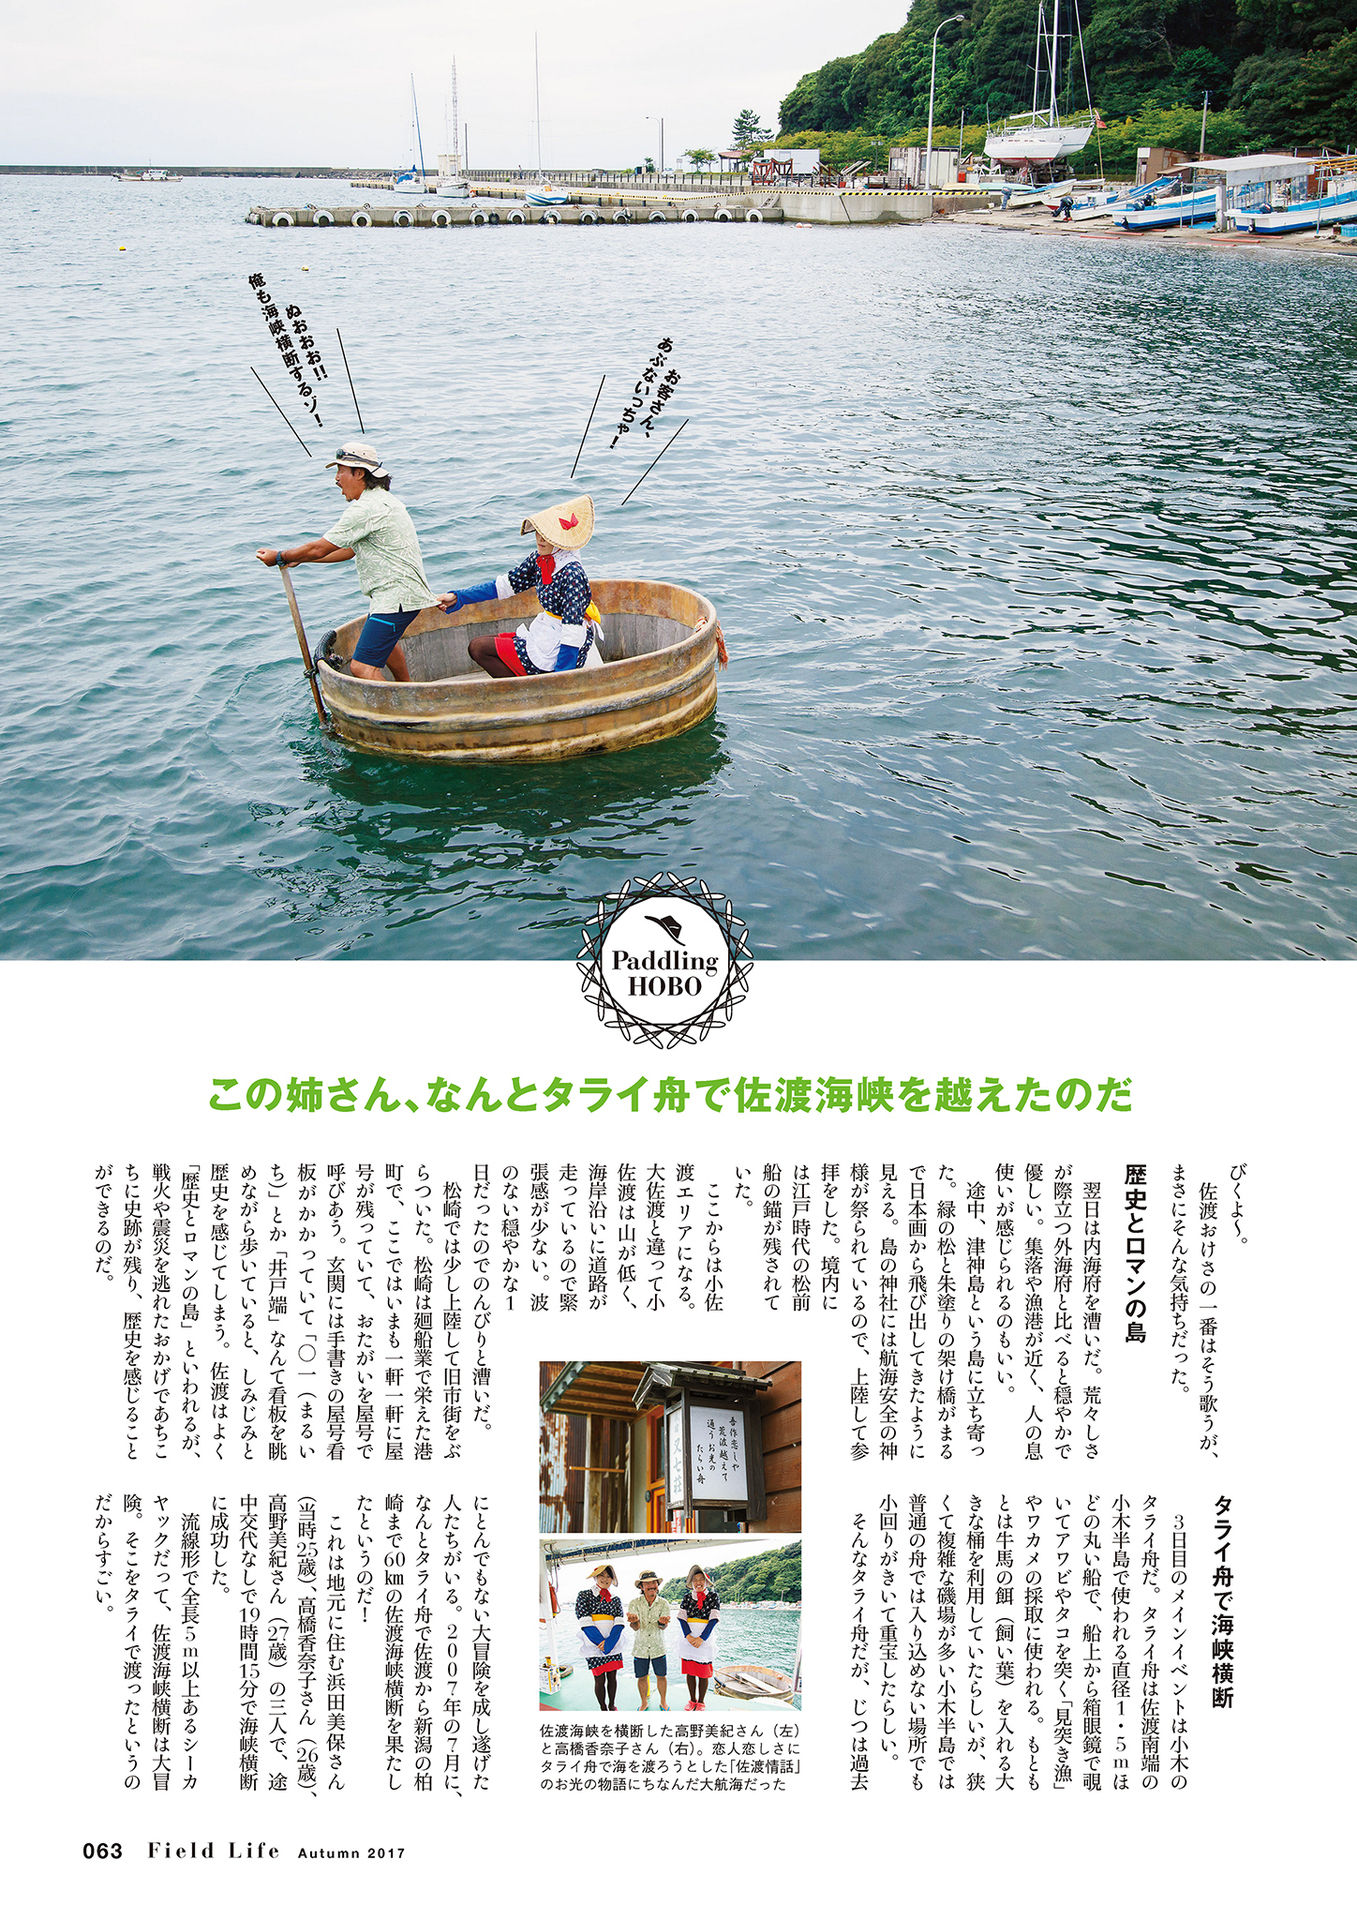 ぬおおお!!
俺も海峡横断するゾ！
お客さん、
あぶないっちゃ！
Paddling
HOBO
この姉さん、なんとタライ舟で佐渡海峡を越えたのだ
びくよ〜。
佐渡おけさの一番はそう歌うが、
まさにそんな気持ちだった。
歴史とロマンの島
翌日は内海府を漕いだ。荒々しさ
が際立つ外海府と比べると穏やかで
優しい。集落や漁港が近く、人の息
使いが感じられるのもいい。
途中、津神島という島に立ち寄っ
た。緑の松と朱塗りの架け橋がまる
で日本画から飛び出してきたように
見える。島の神社には航海安全の神
様が祭られているので、上陸して参
拝をした。境内に
は江戸時代の松前
船の錨が残されて
いた。
ここからは小佐
渡エリアになる。
大佐渡と違って小
佐渡は山が低く、
海岸沿いに道路が
走っているので緊
張感が少ない。波
のない穏やかな1
日だったのでのんびりと漕いだ。
松崎では少し上陸して旧市街をぶ
らついた。松崎は廻船業で栄えた港
町で、ここではいまも一軒一軒に屋
号が残っていて、おたがいを屋号で
呼びあう。玄関には手書きの屋号看
板がかかっていて「〇一（まるい
ち）」とか「井戸端」なんて看板を眺
めながら歩いていると、しみじみと
歴史を感じてしまう。佐渡はよく
「歴史とロマンの島」といわれるが、
戦火や震災を逃れたおかげであちこ
ちに史跡が残り、歴史を感じること
ができるのだ。
タライ舟で海峡横断
3日目のメインイベントは小木の
タライ舟だ。タライ舟は佐渡南端の
小木半島で使われる直径1・5mほ
どの丸い船で、船上から箱眼鏡で覗
いてアワビやタコを突く「見突き漁」
やワカメの採取に使われる。もとも
とは牛馬の餌（飼い葉）を入れる大
きな桶を利用していたらしいが、狭
くて複雑な磯場が多い小木半島では
普通の舟では入り込めない場所でも
小回りがきいて重宝したらしい。
そんなタライ舟だが、じつは過去
にとんでもない大冒険を成し遂げた
人たちがいる。2007年の7月に、
なんとタライ舟で佐渡から新潟の柏
崎まで60㎞の佐渡海峡横断を果たし
たというのだ！
これは地元に住む浜田美保さん
（当時25歳）、高橋香奈子さん（26歳）、
高野美紀さん（27歳）の三人で、途
中交代なしで19時間15分で海峡横断
に成功した。
流線形で全長5m以上あるシーカ
ヤックだって、佐渡海峡横断は大冒
険。そこをタライで渡ったというの
だからすごい。
吾作恋しや
荒波越えて
通うお光の
たらい舟
又七荘
佐渡海峡を横断した高野美紀さん（左）
と高橋香奈子さん（右）。恋人恋しさに
タライ舟で海を渡ろうとした「佐渡情話」
のお光の物語にちなんだ大航海だった
063 Field Life Autumn 2017